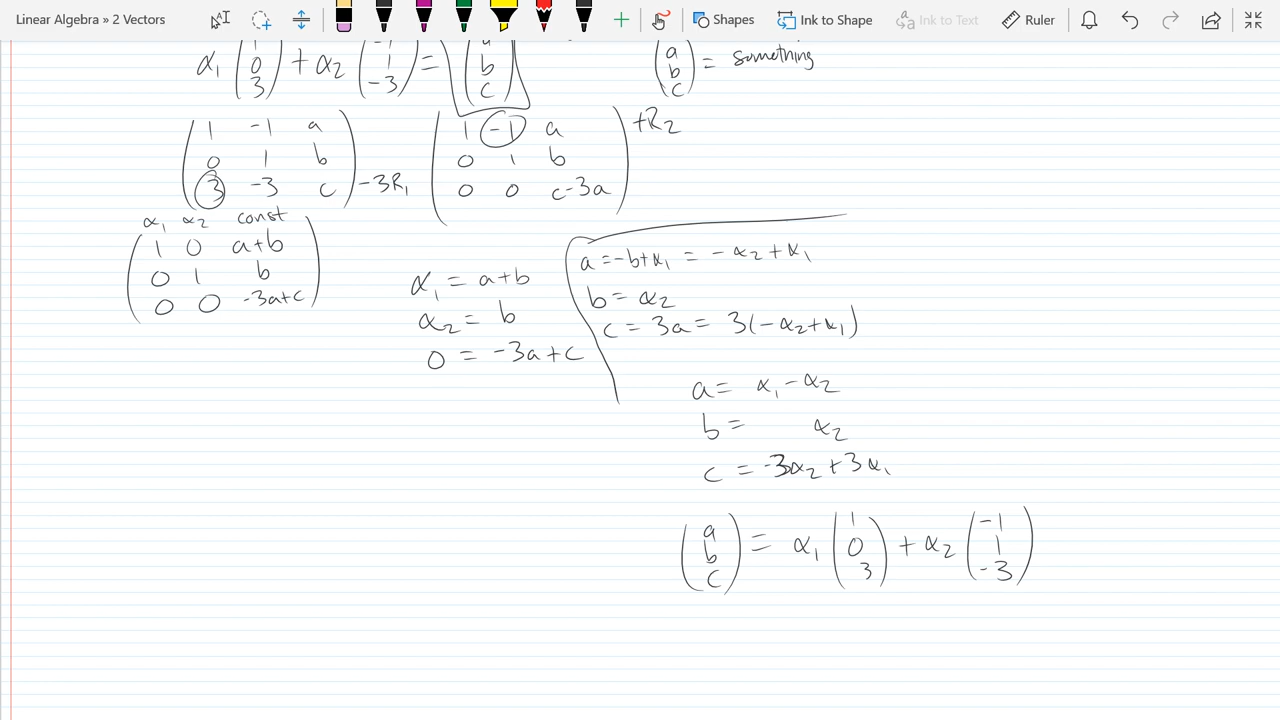 Linear Algebra » 2 Vectors
Shapes
Ink to Shape
Ink to Text
Ruler
α₁ (1 0 3) + α₂ (-1 1 -3) = (a b c)
(a b c) = something
1 -1 a
0 1 b
3 -3 c -3R₁
1 -1 a +R₂
0 1 b
0 0 c-3a
α₁ α₂ const
1 0 a+b
0 1 b
0 0 -3a+c
α₁ = a+b
α₂ = b
0 = -3a+c
a = -b+α₁ = -α₂+α₁
b = α₂
c = 3a = 3(-α₂+α₁)
a = α₁-α₂
b = α₂
c = -3α₂+3α₁
(a b c) = α₁ (1 0 3) + α₂ (-1 1 -3)